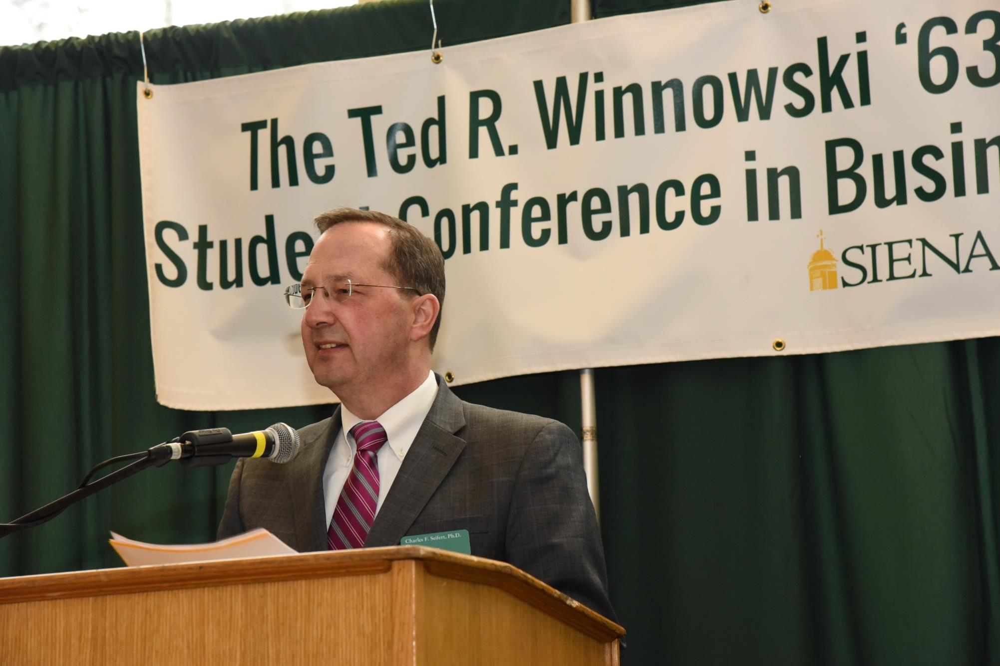 The Ted R. Winnowski ‘63
Stude Conference in Busin
SIENA
Charles F. Seifert, Ph.D.